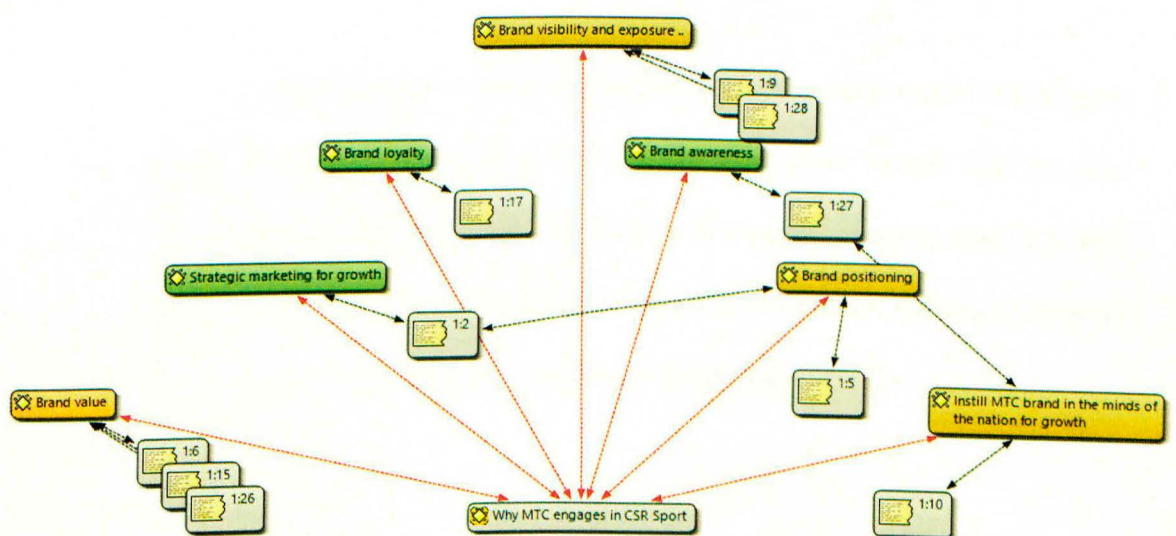 Brand visibility and exposure ..
1:9
1:28
Brand loyalty
Brand awareness
1:17
1:27
Strategic marketing for growth
Brand positioning
1:2
1:5
Brand value
Instill MTC brand in the minds of
the nation for growth
1:6
1:15
1:26
1:10
Why MTC engages in CSR Sport